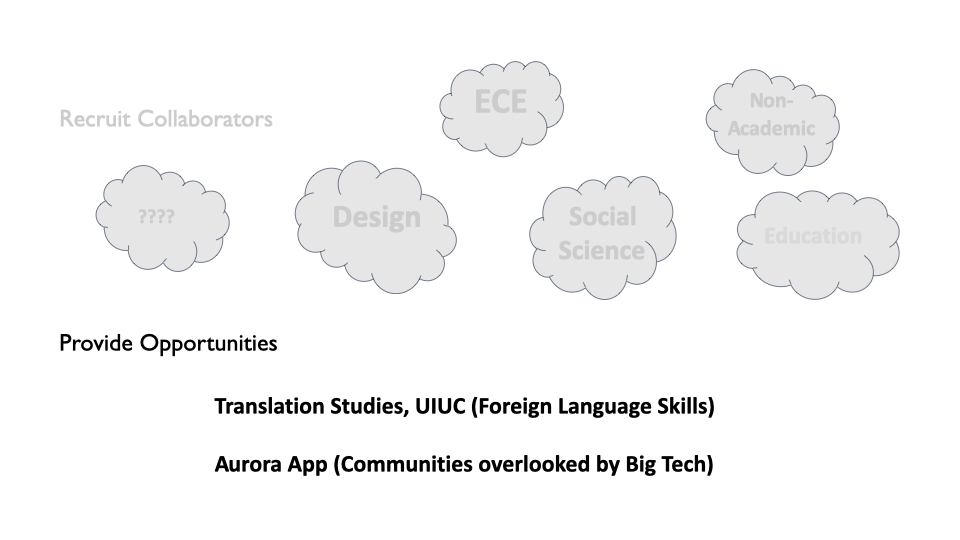 ECE
Non-
Academic
Recruit Collaborators
????
Design
Social
Science
Education
Provide Opportunities
Translation Studies, UIUC (Foreign Language Skills)
Aurora App (Communities overlooked by Big Tech)